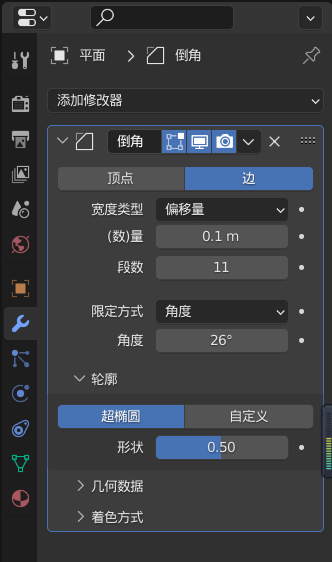 平面 倒角
添加修改器
倒角
顶点 边
宽度类型 偏移量
(数)量 0.1 m
段数 11
限定方式 角度
角度 26°
轮廓
超椭圆 自定义
形状 0.50
几何数据
着色方式